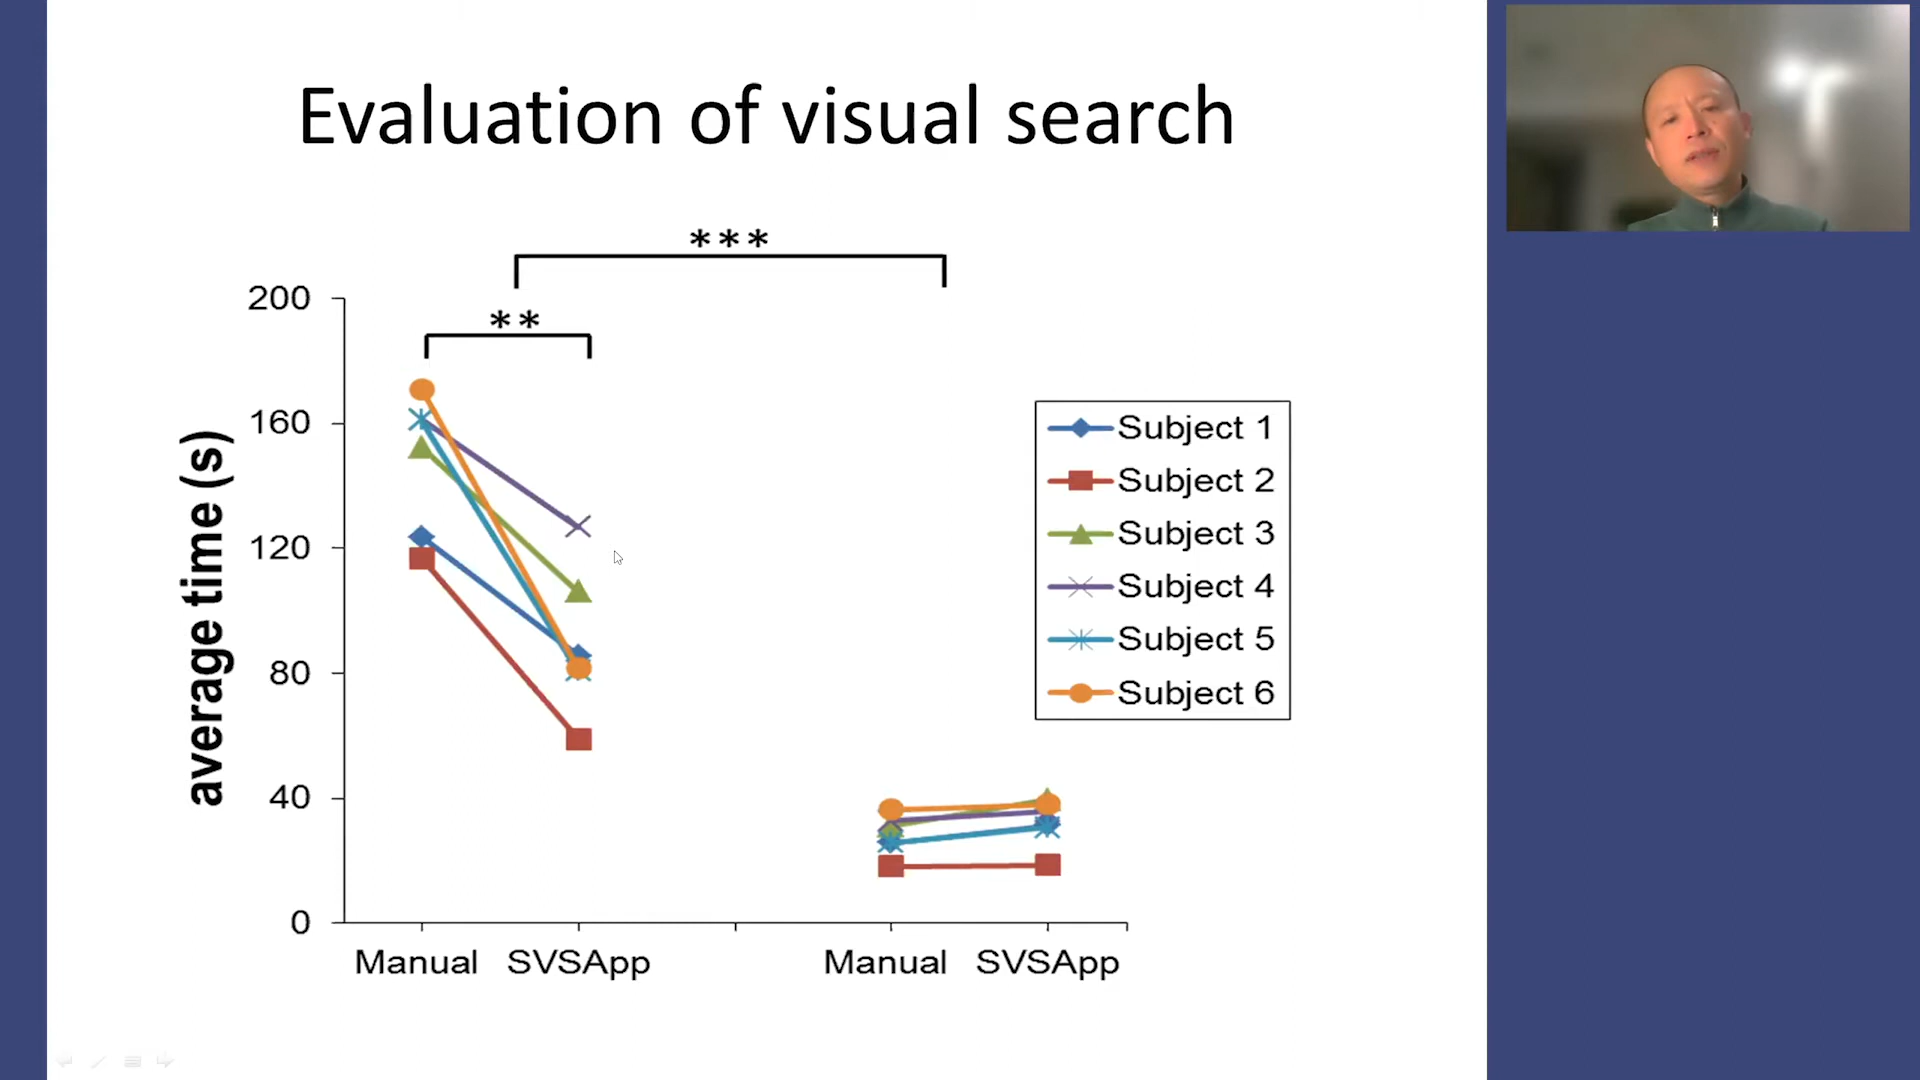 Evaluation of visual search
***
**
200
160
120
80
40
0
average time (s)
Manual SVSApp Manual SVSApp
Subject 1
Subject 2
Subject 3
Subject 4
Subject 5
Subject 6